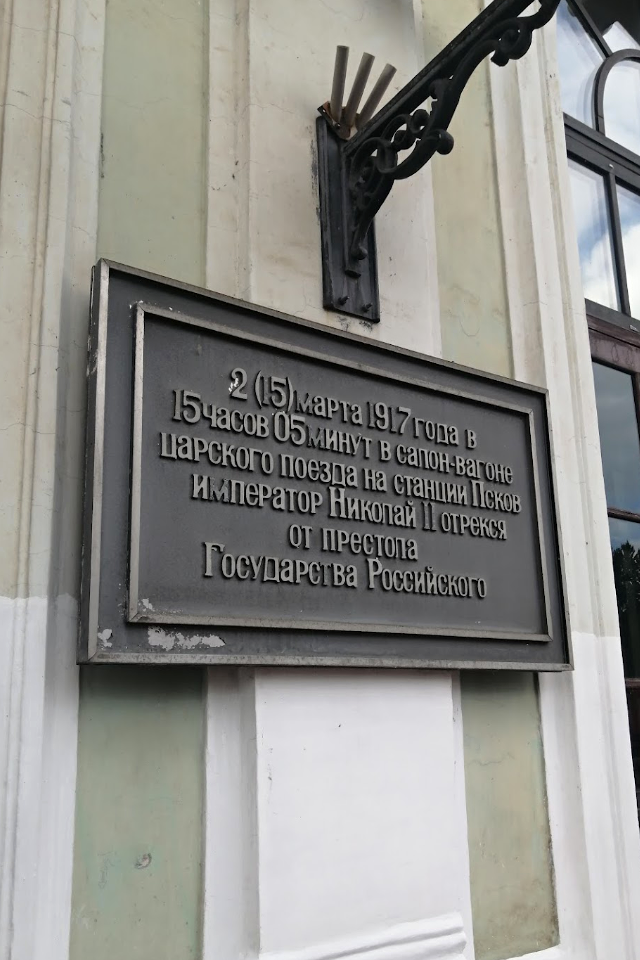 2 (15) марта 1917 года в
15 часов 05 минут в салон-вагоне
царского поезда на станции Псков
император Николай II отрекся
от престола
Государства Российского